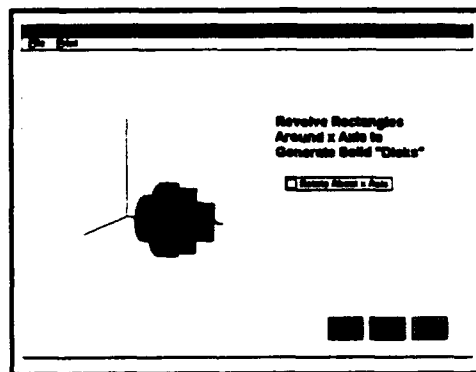 File
Revolve Rectangles
Around x Axis to
Generate Solid "Disks"
Rotate About x Axis